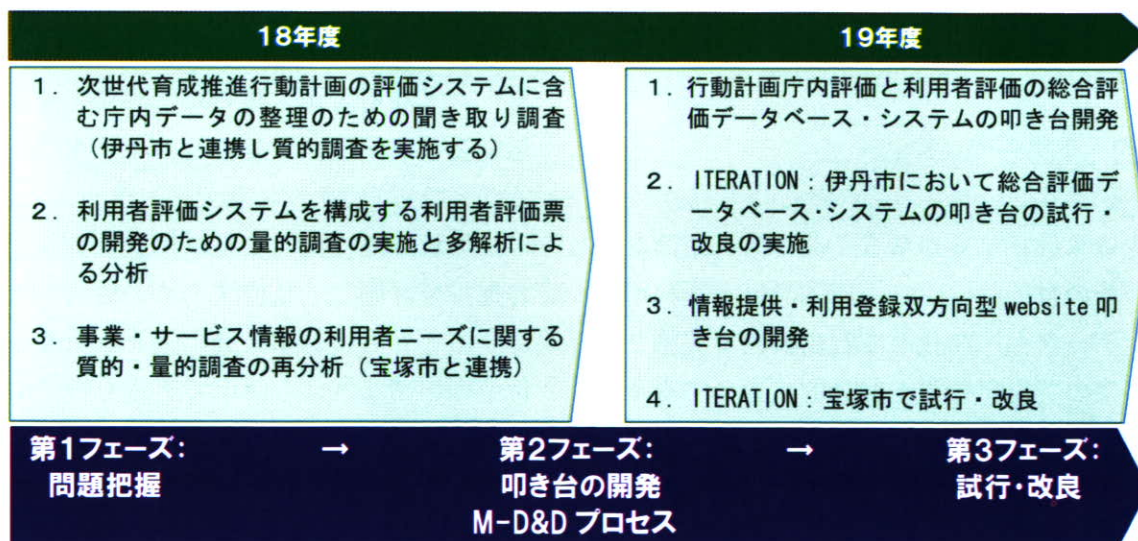 18年度
19年度
1. 次世代育成推進行動計画の評価システムに含
む庁内データの整理のための聞き取り調査
（伊丹市と連携し質的調査を実施する）
2. 利用者評価システムを構成する利用者評価票
の開発のための量的調査の実施と多解析によ
る分析
3. 事業・サービス情報の利用者ニーズに関する
質的・量的調査の再分析（宝塚市と連携）
1. 行動計画庁内評価と利用者評価の総合評
価データベース・システムの叩き台開発
2. ITERATION：伊丹市において総合評価デ
ータベース・システムの叩き台の試行・
改良の実施
3. 情報提供・利用登録双方向型 website 叩
き台の開発
4. ITERATION：宝塚市で試行・改良
第1フェーズ： → 第2フェーズ： → 第3フェーズ：
問題把握 叩き台の開発 試行・改良
M-D&D プロセス